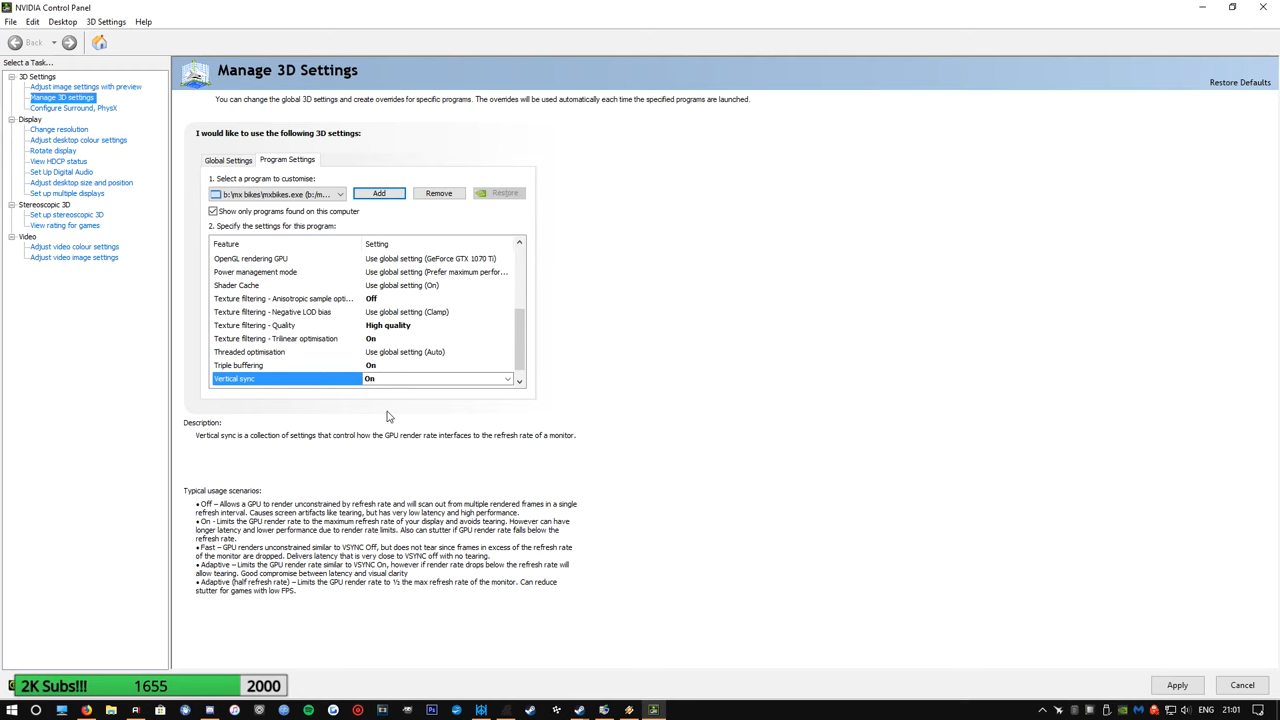 NVIDIA Control Panel
File Edit Desktop 3D Settings Help
Back
Select a Task...
3D Settings
Adjust image settings with preview
Manage 3D settings
Configure Surround, PhysX
Display
Change resolution
Adjust desktop colour settings
Rotate display
View HDCP status
Set Up Digital Audio
Adjust desktop size and position
Set up multiple displays
Stereoscopic 3D
Set up stereoscopic 3D
View rating for games
Video
Adjust video colour settings
Adjust video image settings
Manage 3D Settings
Restore Defaults
You can change the global 3D settings and create overrides for specific programs. The overrides will be used automatically each time the specified programs are launched.
I would like to use the following 3D settings:
Global Settings Program Settings
1. Select a program to customise:
b:\mx bikes\mxbikes.exe (b:/m... Add Remove Restore
Show only programs found on this computer
2. Specify the settings for this program:
Feature Setting
OpenGL rendering GPU Use global setting (GeForce GTX 1070 Ti)
Power management mode Use global setting (Prefer maximum perfor...
Shader Cache Use global setting (On)
Texture filtering - Anisotropic sample opti... Off
Texture filtering - Negative LOD bias Use global setting (Clamp)
Texture filtering - Quality High quality
Texture filtering - Trilinear optimisation On
Threaded optimisation Use global setting (Auto)
Triple buffering On
Vertical sync On
Description:
Vertical sync is a collection of settings that control how the GPU render rate interfaces to the refresh rate of a monitor.
Typical usage scenarios:
• Off – Allows a GPU to render unconstrained by refresh rate and will scan out from multiple rendered frames in a single
refresh interval. Causes screen artifacts like tearing, but has very low latency and high performance.
• On - Limits the GPU render rate to the maximum refresh rate of your display and avoids tearing. However can have
longer latency and lower performance due to render rate limits. Also can stutter if GPU render rate falls below the
refresh rate.
• Fast – GPU renders unconstrained similar to VSYNC Off, but does not tear since frames in excess of the refresh rate
of the monitor are dropped. Delivers latency that is very close to VSYNC off with no tearing.
• Adaptive – Limits the GPU render rate similar to VSYNC On, however if render rate drops below the refresh rate will
allow tearing. Good compromise between latency and visual clarity
• Adaptive (half refresh rate) – Limits the GPU render rate to ½ the max refresh rate of the monitor. Can reduce
stutter for games with low FPS.
2K Subs!!! 1655 2000
Apply Cancel
ENG 21:01